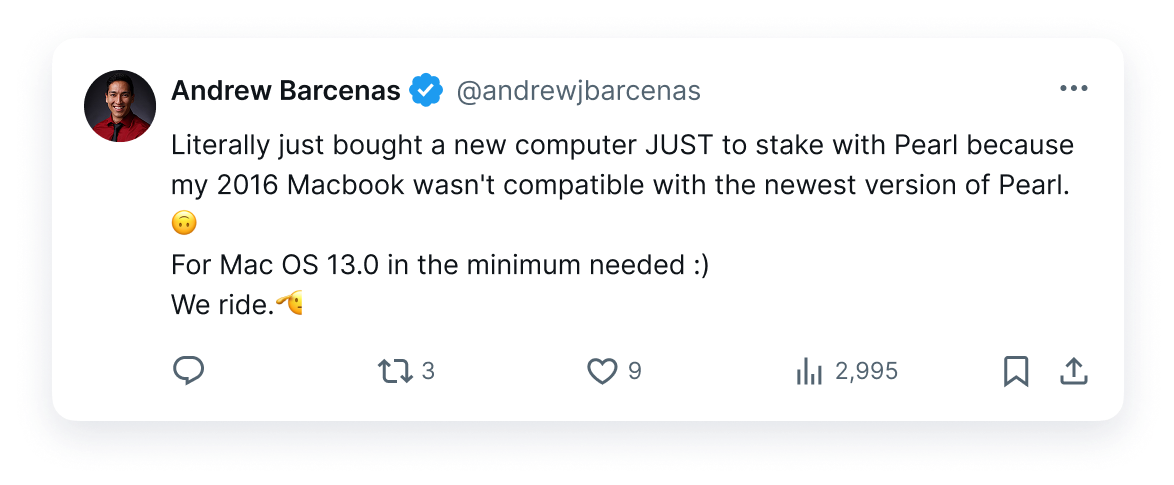 Andrew Barcenas @andrewjbarcenas
Literally just bought a new computer JUST to stake with Pearl because
my 2016 Macbook wasn't compatible with the newest version of Pearl.
🙃
For Mac OS 13.0 in the minimum needed :)
We ride.🫡
3 9 2,995